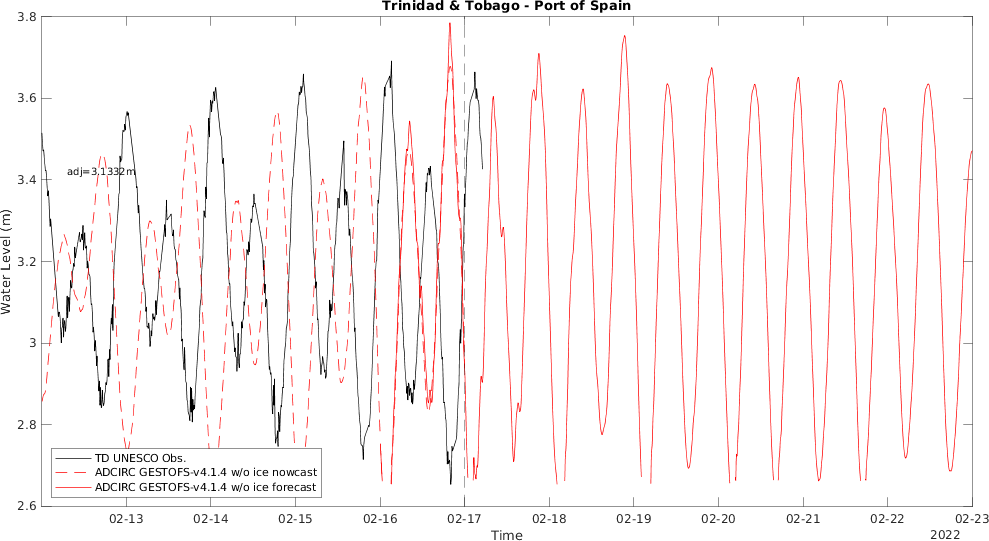 Trinidad & Tobago - Port of Spain
3.8
3.6
3.4
3.2
3
2.8
2.6
Water Level (m)
adj=3.1332m
TD UNESCO Obs.
ADCIRC GESTOFS-v4.1.4 w/o ice nowcast
ADCIRC GESTOFS-v4.1.4 w/o ice forecast
02-13 02-14 02-15 02-16 02-17 02-18 02-19 02-20 02-21 02-22 02-23
Time
2022